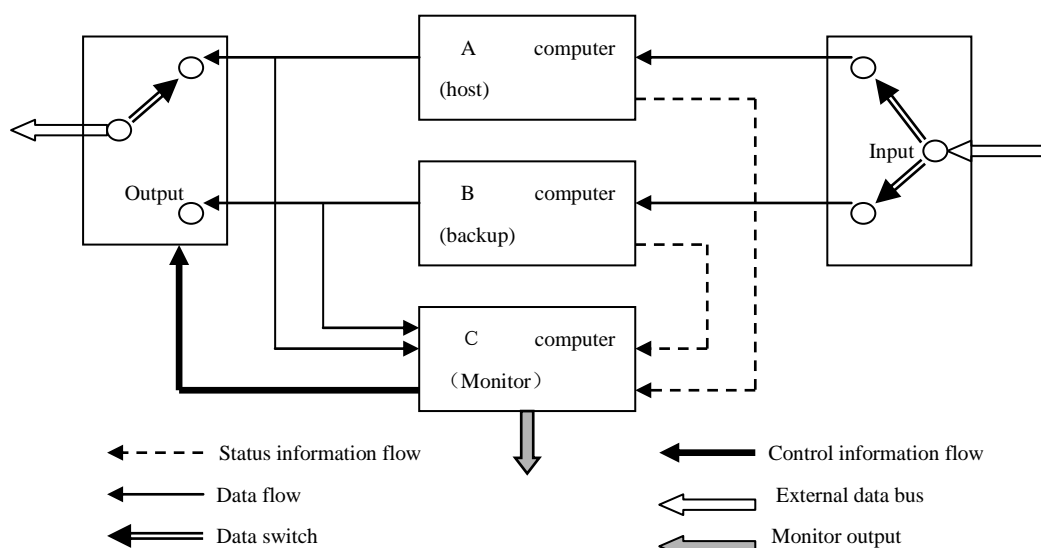 A computer
(host)
Input
Output
B computer
(backup)
C computer
（Monitor）
Status information flow
Control information flow
Data flow
External data bus
Data switch
Monitor output